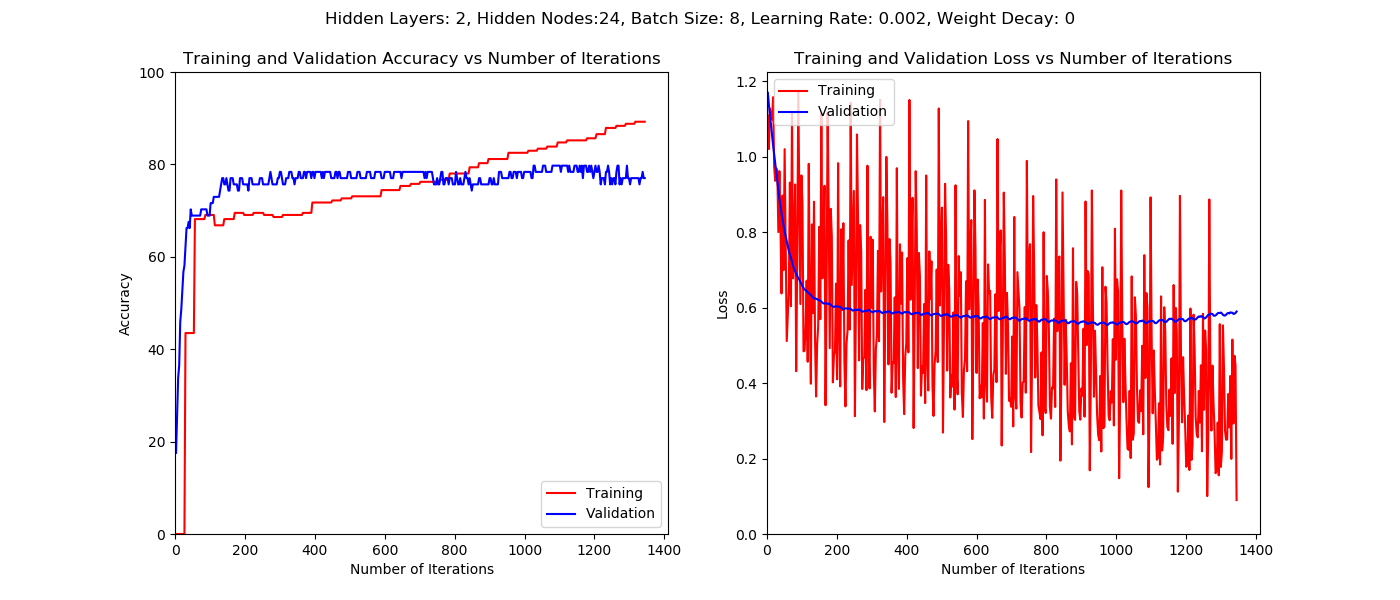 Hidden Layers: 2, Hidden Nodes:24, Batch Size: 8, Learning Rate: 0.002, Weight Decay: 0
Training and Validation Accuracy vs Number of Iterations
100
80
60
40
20
0
Accuracy
0 200 400 600 800 1000 1200 1400
Number of Iterations
Training
Validation
Training and Validation Loss vs Number of Iterations
1.2
1.0
0.8
0.6
0.4
0.2
0.0
Loss
0 200 400 600 800 1000 1200 1400
Number of Iterations
Training
Validation